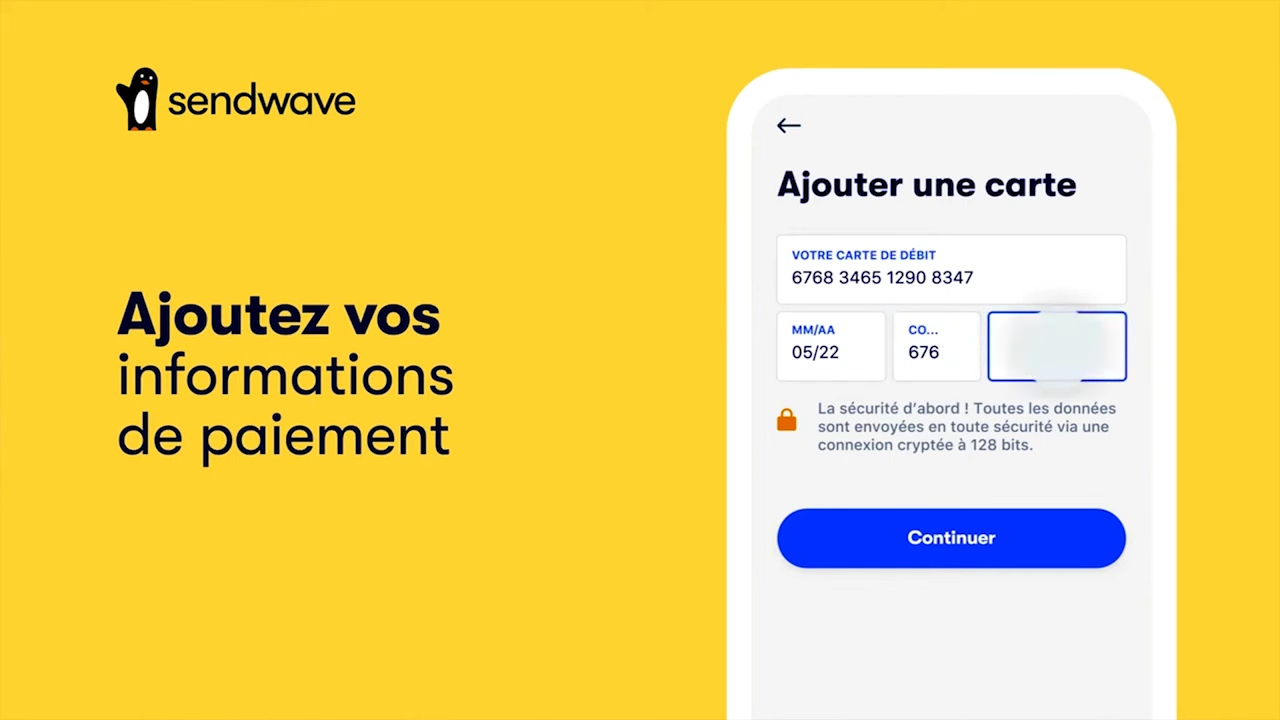 sendwave
Ajoutez vos
informations
de paiement
Ajouter une carte
VOTRE CARTE DE DÉBIT
6768 3465 1290 8347
MM/AA
05/22
CO...
676
La sécurité d'abord ! Toutes les données
sont envoyées en toute sécurité via une
connexion cryptée à 128 bits.
Continuer